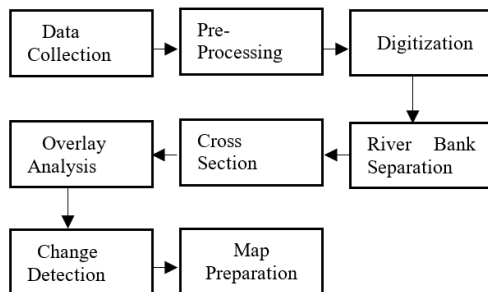 Data
Collection
Pre-
Processing
Digitization
River Bank
Separation
Cross
Section
Overlay
Analysis
Change
Detection
Map
Preparation